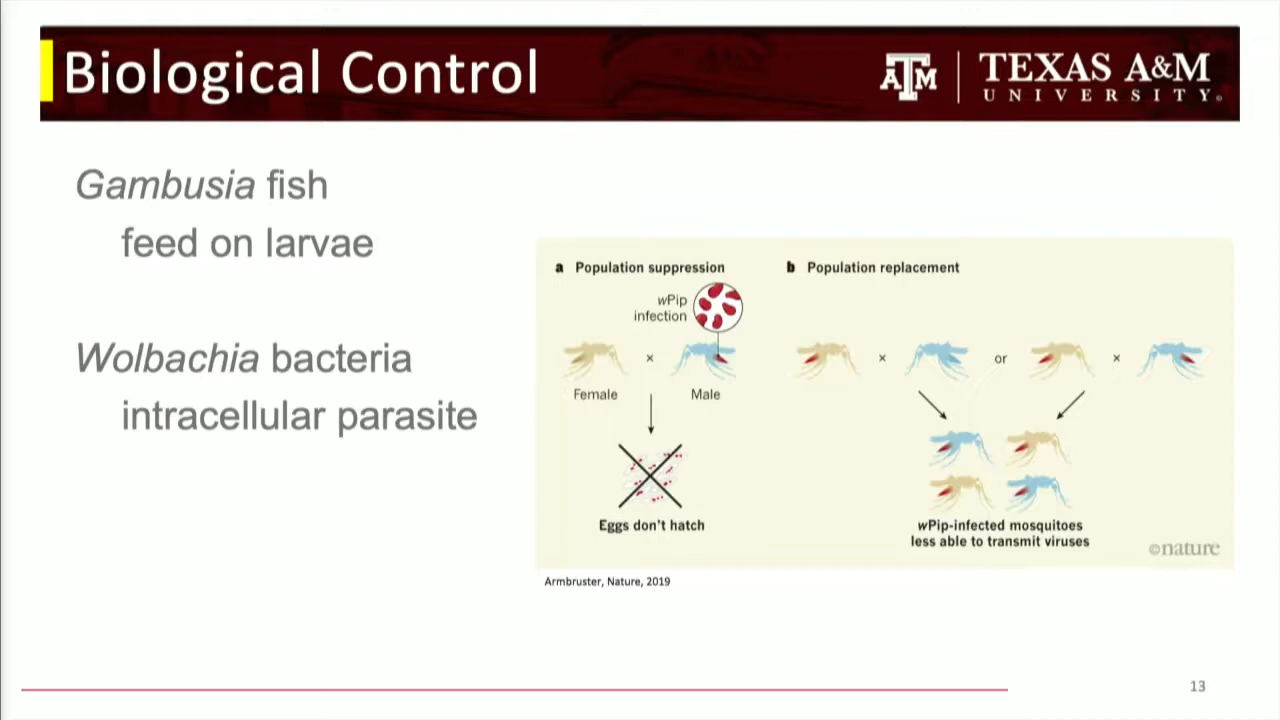 Biological Control
ATM
TEXAS A&M
UNIVERSITY®
Gambusia fish
feed on larvae
Wolbachia bacteria
intracellular parasite
a Population suppression
wPip
infection
×
Female
Male
Eggs don't hatch
b Population replacement
× or ×
wPip-infected mosquitoes
less able to transmit viruses
©nature
Armbruster, Nature, 2019
13